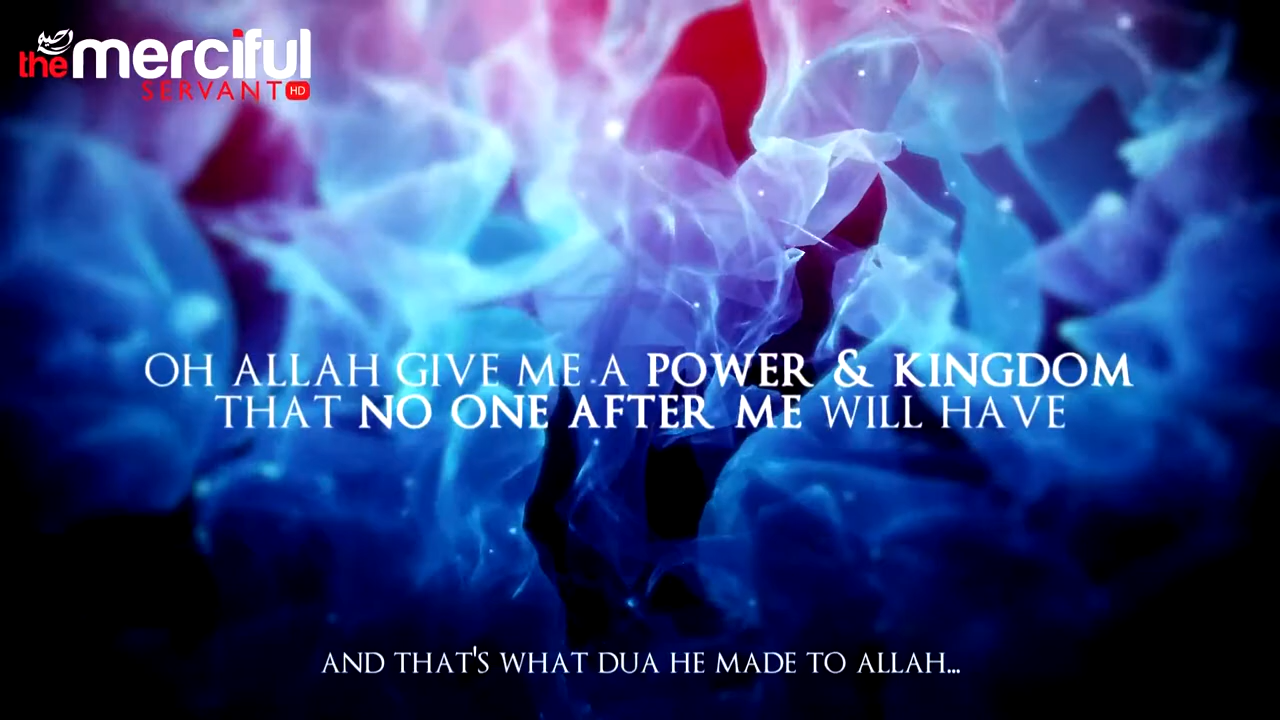 the merciful
SERVANT HD
OH ALLAH GIVE ME A POWER & KINGDOM
THAT NO ONE AFTER ME WILL HAVE
AND THAT'S WHAT DUA HE MADE TO ALLAH...